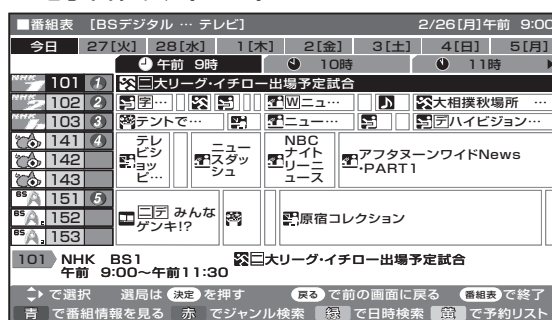 ■番組表 [BSデジタル … テレビ] 2/26[月]午前 9:00
今日 27[火] 28[水] 1[木] 2[金] 3[土] 4[日] 5[月]
午前 9時 10時 11時
NHK 101 1 二大リーグ・イチロー出場予定試合
NHK 102 2 字… Wニュ… 大相撲秋場所 …
NHK 103 3 テントで… ニュー… デハイビジョン…
141 4 テレビショッピ… ニュースダッシュ NBCナイトリーニュース アフタヌーンワイドNews・PART1
142
143
BS 151 5 二デ みんなゲンキ!? 原宿コレクション
BS 152
BS 153
101 NHK BS1 二大リーグ・イチロー出場予定試合
午前 9:00〜午前11:30
で選択 選局は 決定 を押す 戻る で前の画面に戻る 番組表 で終了
青 で番組情報を見る 赤 でジャンル検索 緑 で日時検索 黄 で予約リスト